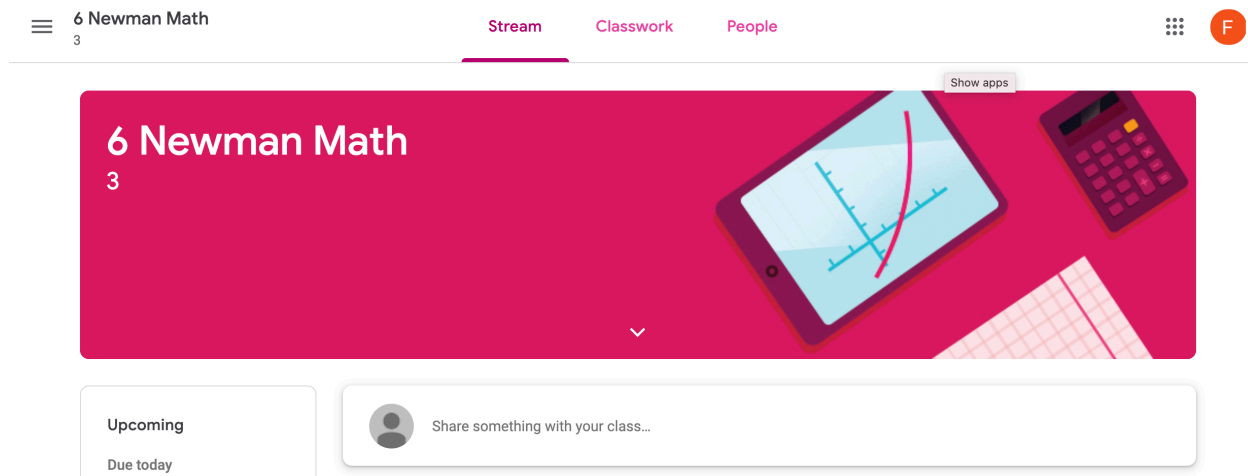 6 Newman Math
3
Stream
Classwork
People
F
Show apps
6 Newman Math
3
Upcoming
Due today
Share something with your class...